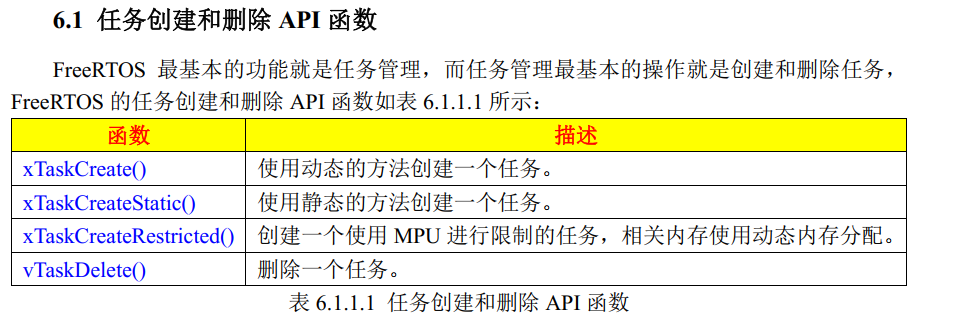 6.1 任务创建和删除 API 函数
FreeRTOS 最基本的功能就是任务管理，而任务管理最基本的操作就是创建和删除任务，
FreeRTOS 的任务创建和删除 API 函数如表 6.1.1.1 所示：
函数 描述
xTaskCreate() 使用动态的方法创建一个任务。
xTaskCreateStatic() 使用静态的方法创建一个任务。
xTaskCreateRestricted() 创建一个使用 MPU 进行限制的任务，相关内存使用动态内存分配。
vTaskDelete() 删除一个任务。
表 6.1.1.1 任务创建和删除 API 函数